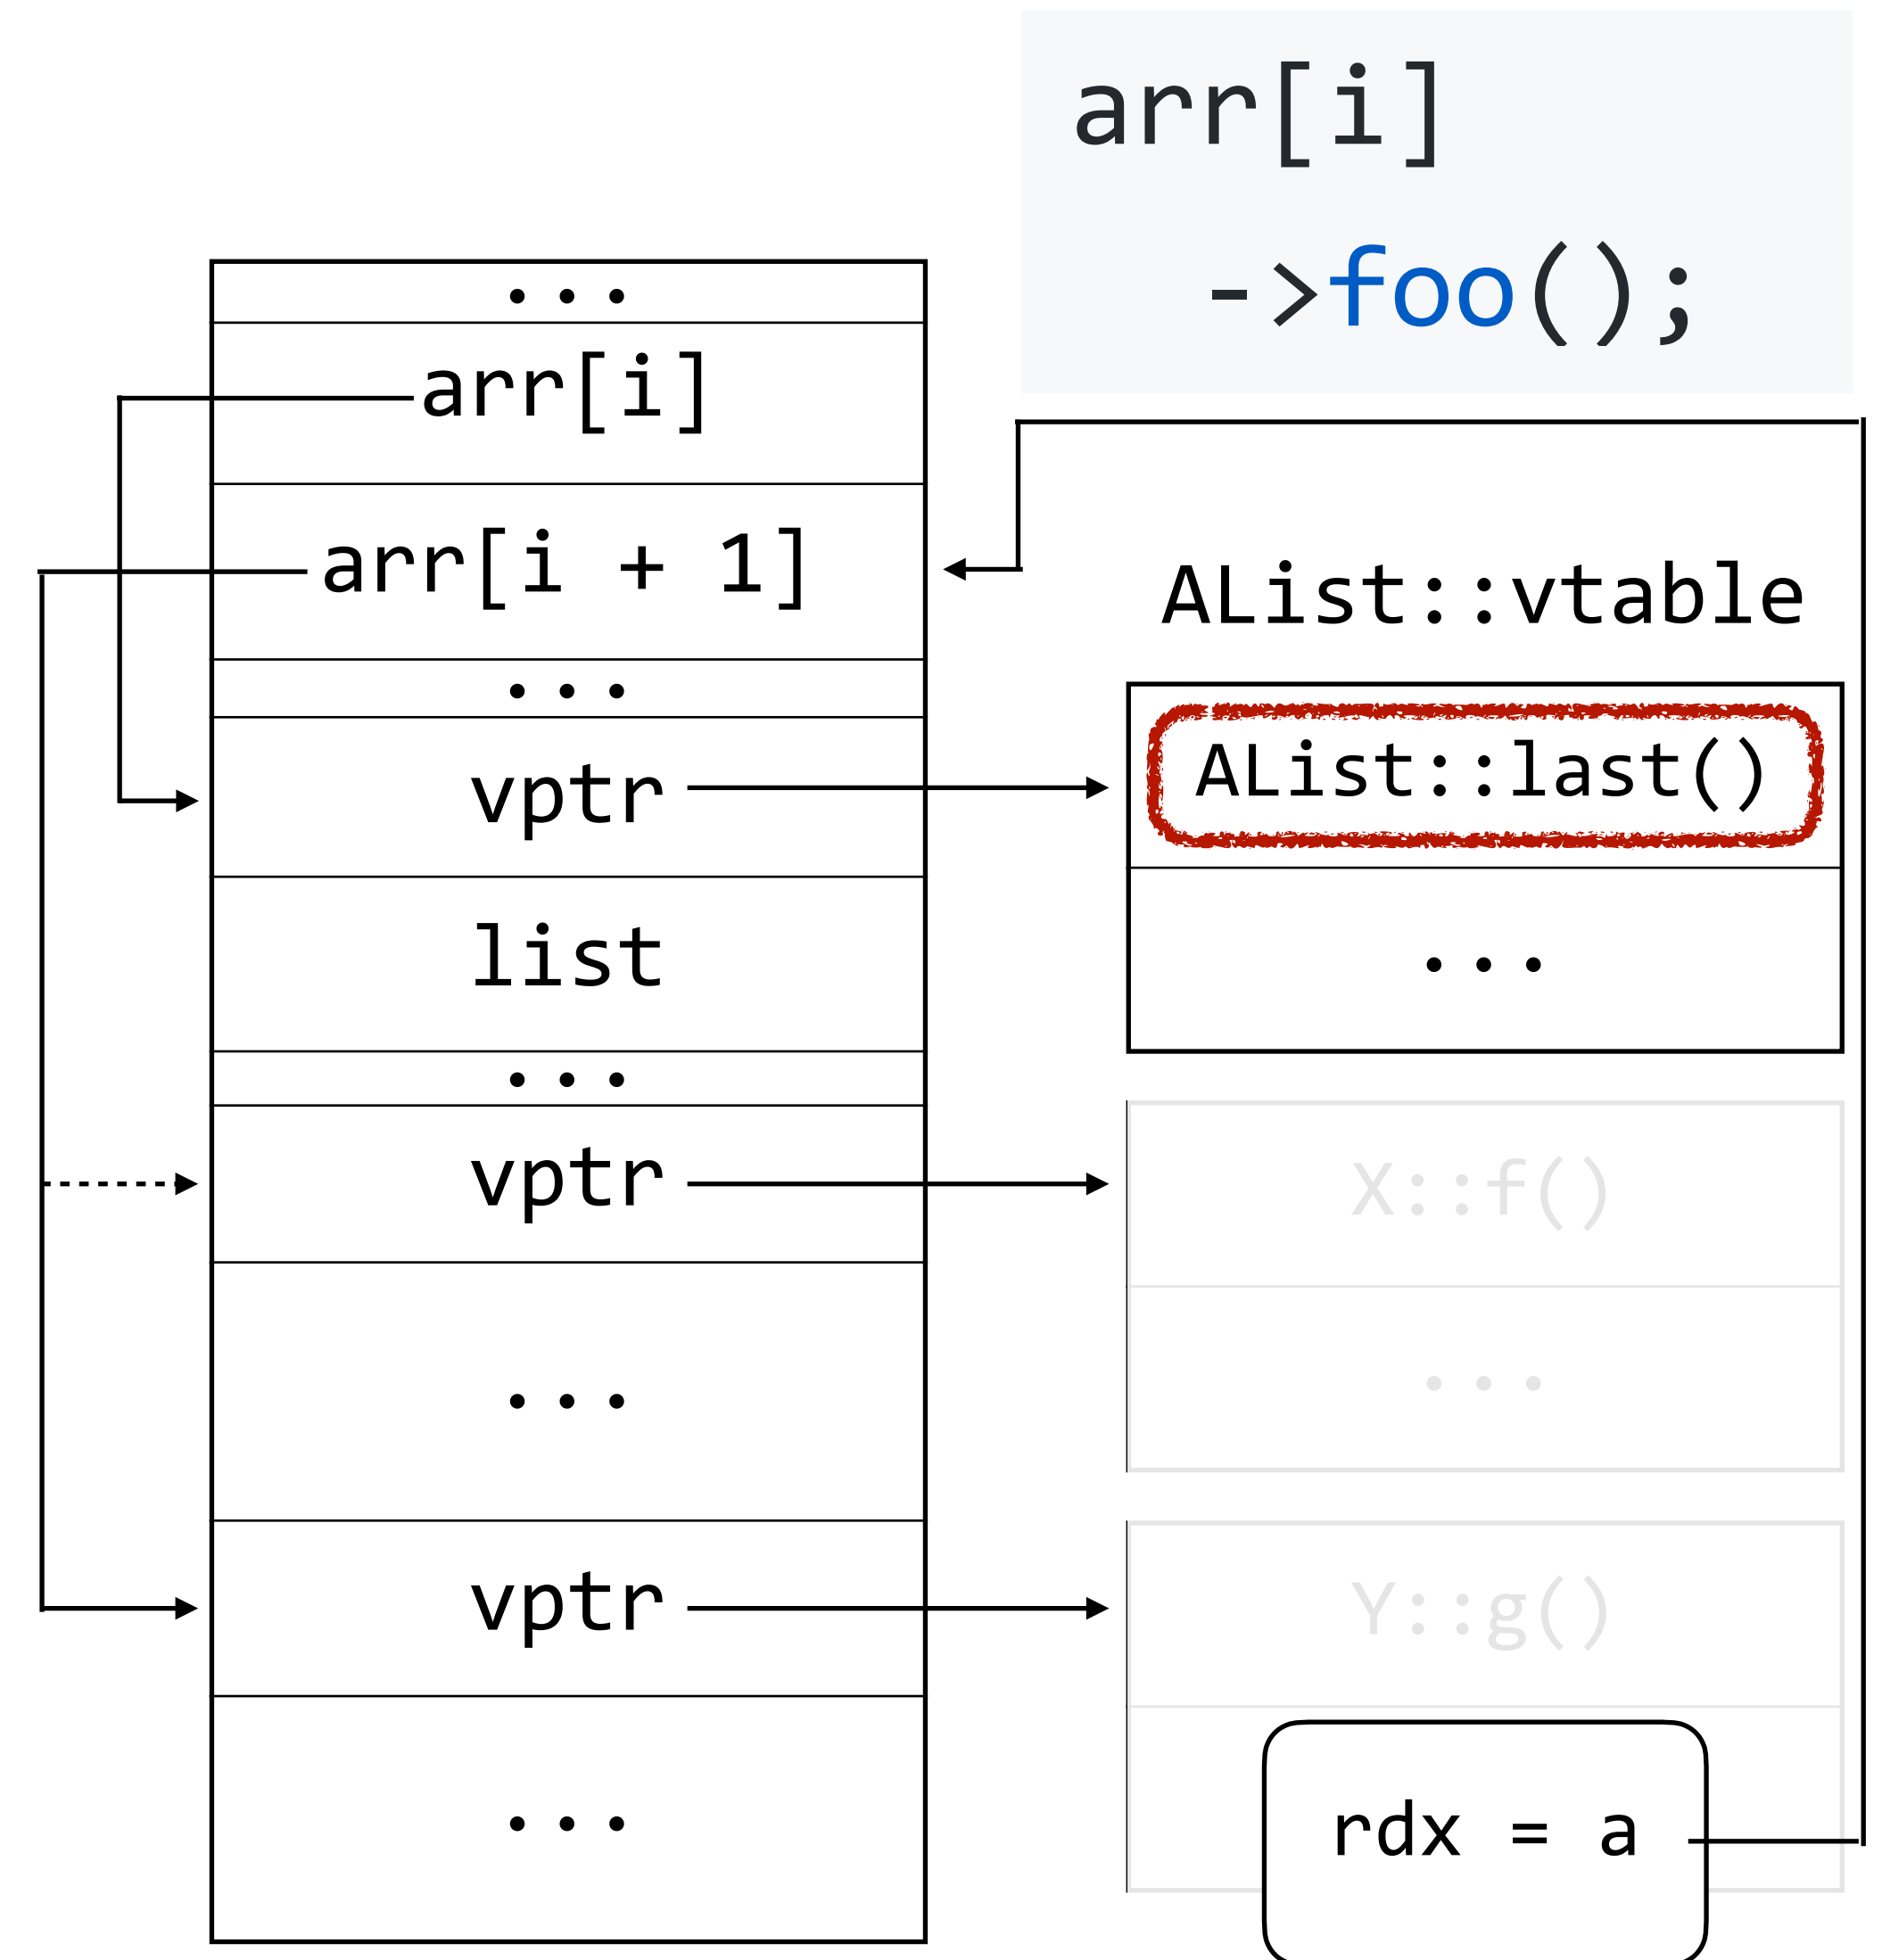 arr[i]
->foo();
...
arr[i]
arr[i + 1]
...
vptr
list
...
vptr
...
vptr
...
AList::vtable
AList::last()
...
X::f()
...
Y::g()
rdx = a